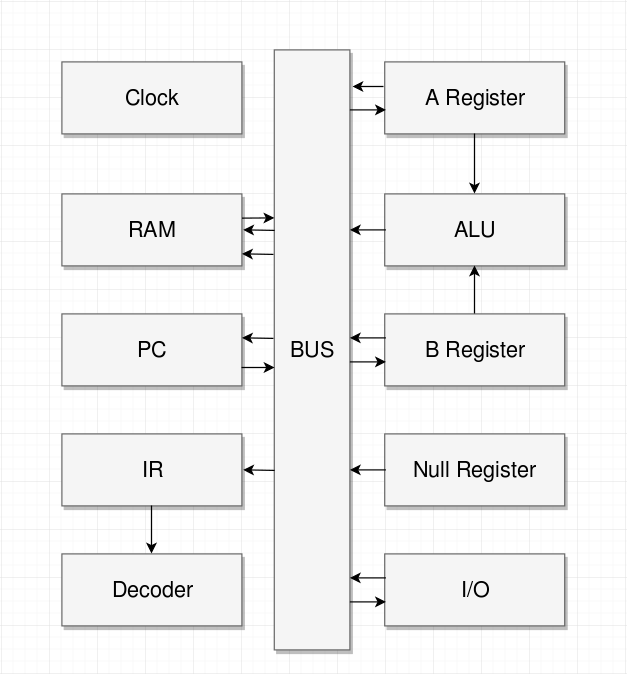 Clock
A Register
RAM
ALU
PC
BUS
B Register
IR
Null Register
Decoder
I/O